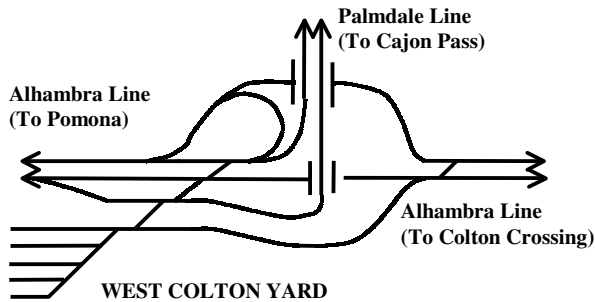 Palmdale Line
(To Cajon Pass)
Alhambra Line
(To Pomona)
Alhambra Line
(To Colton Crossing)
WEST COLTON YARD